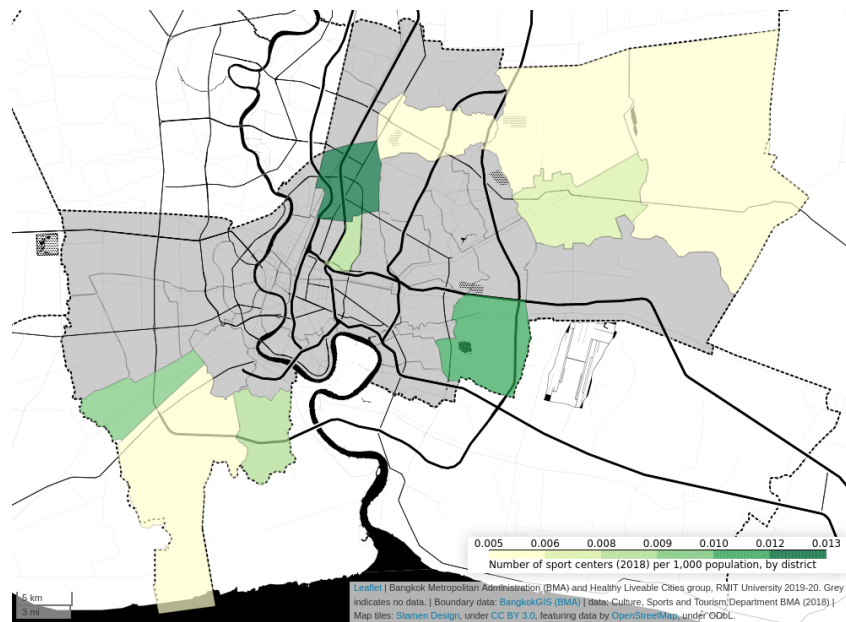 0.005 0.006 0.008 0.009 0.010 0.012 0.013
Number of sport centers (2018) per 1,000 population, by district
5 km
3 mi
Leaflet | Bangkok Metropolitan Administration (BMA) and Healthy Liveable Cities group, RMIT University 2019-20. Grey
indicates no data. | Boundary data: BangkokGIS (BMA) | data: Culture, Sports and Tourism Department BMA (2018) |
Map tiles: Stamen Design, under CC BY 3.0, featuring data by OpenStreetMap, under ODbL.